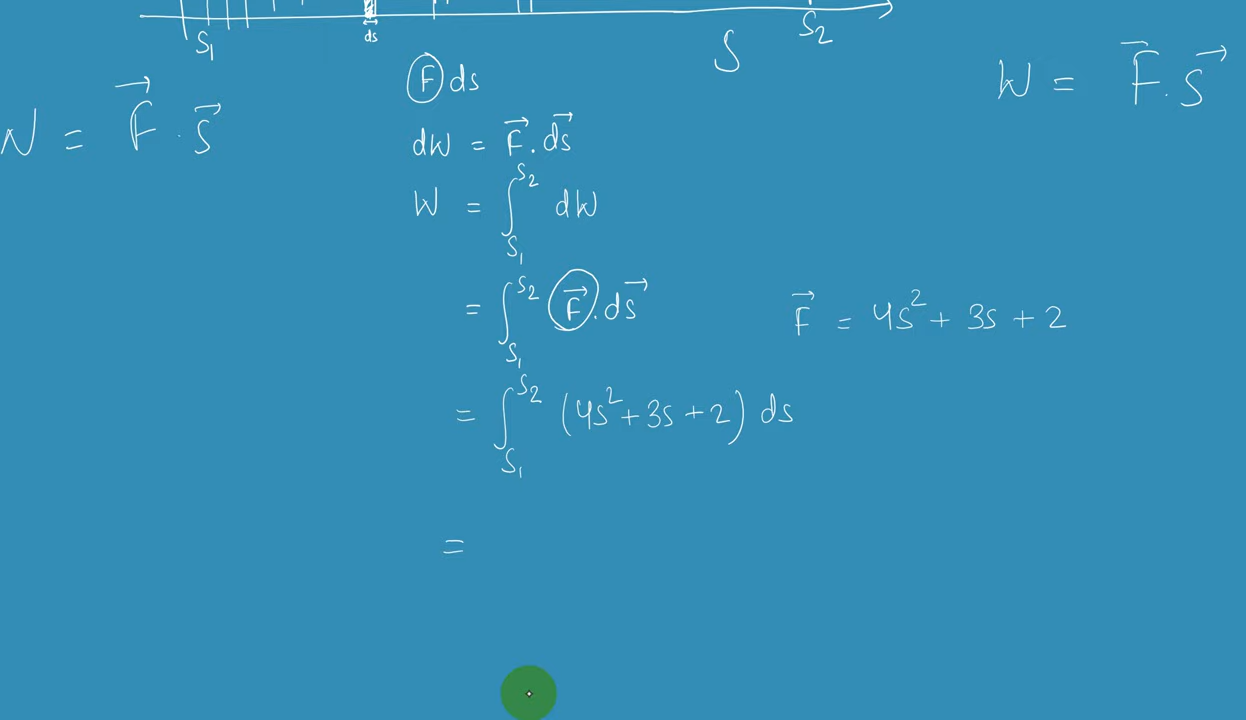 S₁ ds S S₂
F ds
W = F⃗ . s⃗
W = F⃗ . s⃗
dW = F⃗ . ds⃗
W = ∫_{S₁}^{S₂} dW
= ∫_{S₁}^{S₂} F⃗ . ds⃗
F⃗ = 4s² + 3s + 2
= ∫_{S₁}^{S₂} (4s² + 3s + 2) ds
=